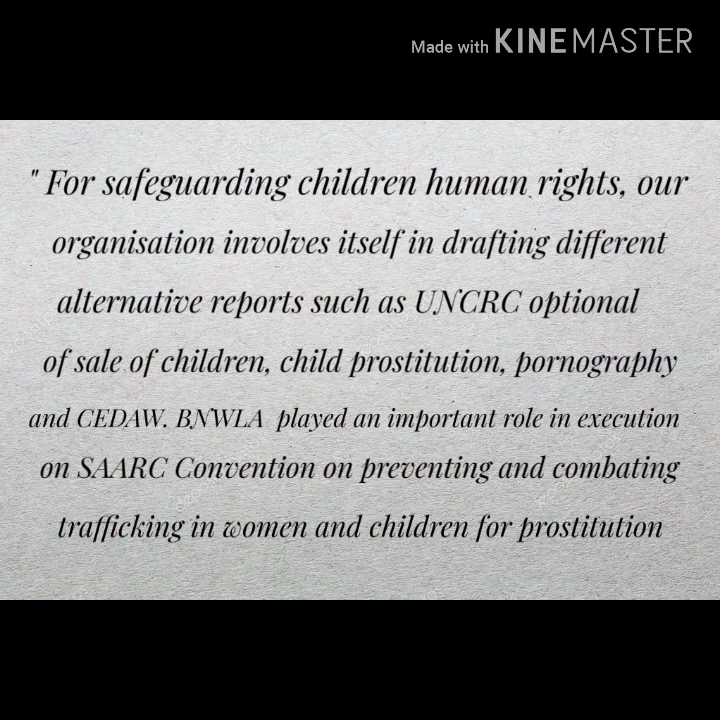 Made with KINEMASTER
" For safeguarding children human rights, our
organisation involves itself in drafting different
alternative reports such as UNCRC optional
of sale of children, child prostitution, pornography
and CEDAW. BNWLA played an important role in execution
on SAARC Convention on preventing and combating
trafficking in women and children for prostitution